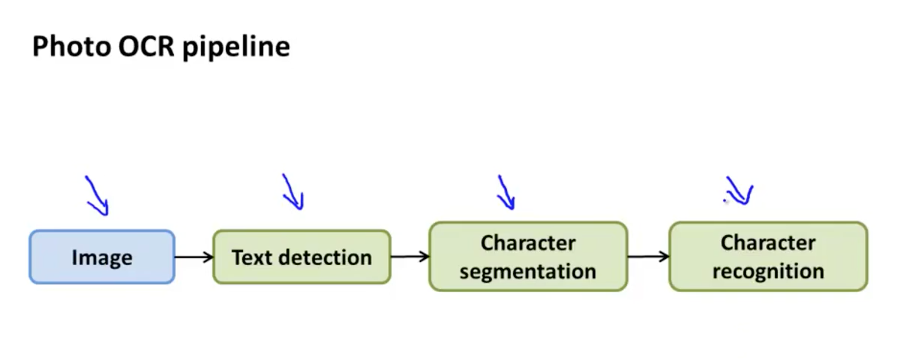 Photo OCR pipeline
Image
Text detection
Character
segmentation
Character
recognition